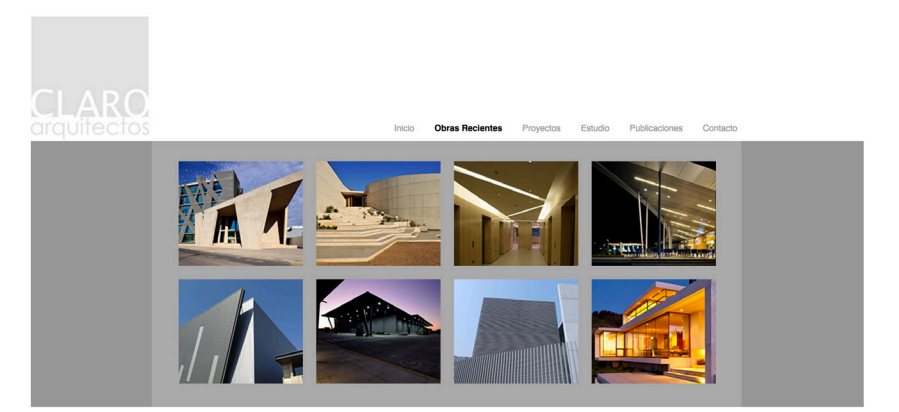 CLARO
arquitectos
Inicio Obras Recientes Proyectos Estudio Publicaciones Contacto